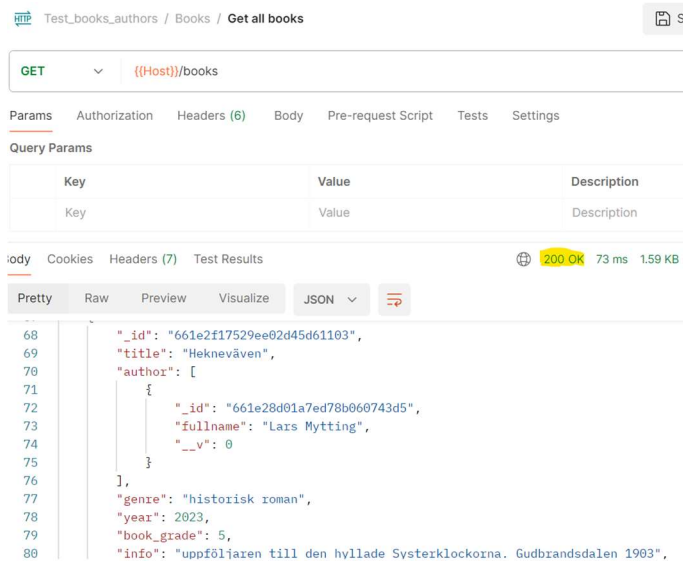 HTTP Test_books_authors / Books / Get all books
GET {{Host}}/books
Params Authorization Headers (6) Body Pre-request Script Tests Settings
Query Params
Key Value Description
Key Value Description
Body Cookies Headers (7) Test Results 200 OK 73 ms 1.59 KB
Pretty Raw Preview Visualize JSON
68 "_id": "661e2f17529ee02d45d61103",
69 "title": "Hekneväven",
70 "author": [
71 {
72 "_id": "661e28d01a7ed78b060743d5",
73 "fullname": "Lars Mytting",
74 "__v": 0
75 }
76 ],
77 "genre": "historisk roman",
78 "year": 2023,
79 "book_grade": 5,
80 "info": "uppföljaren till den hyllade Systerklockorna. Gudbrandsdalen 1903",